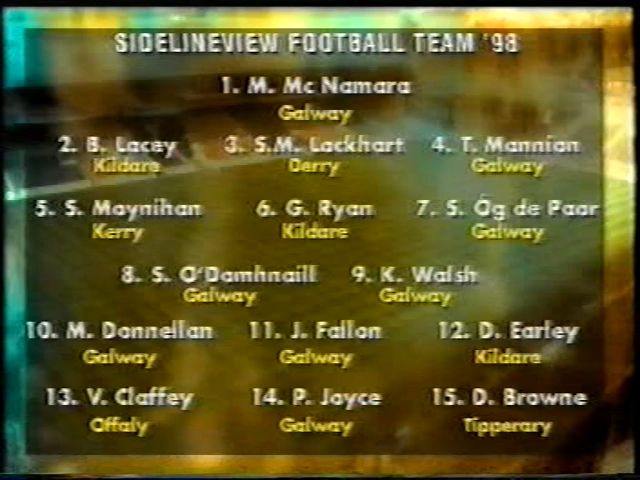 SIDELINEVIEW FOOTBALL TEAM '98
1. M. Mc Namara
Galway
2. B. Lacey 3. S.M. Lockhart 4. T. Mannion
Kildare Derry Galway
5. S. Moynihan 6. G. Ryan 7. S. Óg de Paor
Kerry Kildare Galway
8. S. O'Domhnaill 9. K. Walsh
Galway Galway
10. M. Donnellan 11. J. Fallon 12. D. Earley
Galway Galway Kildare
13. V. Claffey 14. P. Joyce 15. D. Browne
Offaly Galway Tipperary